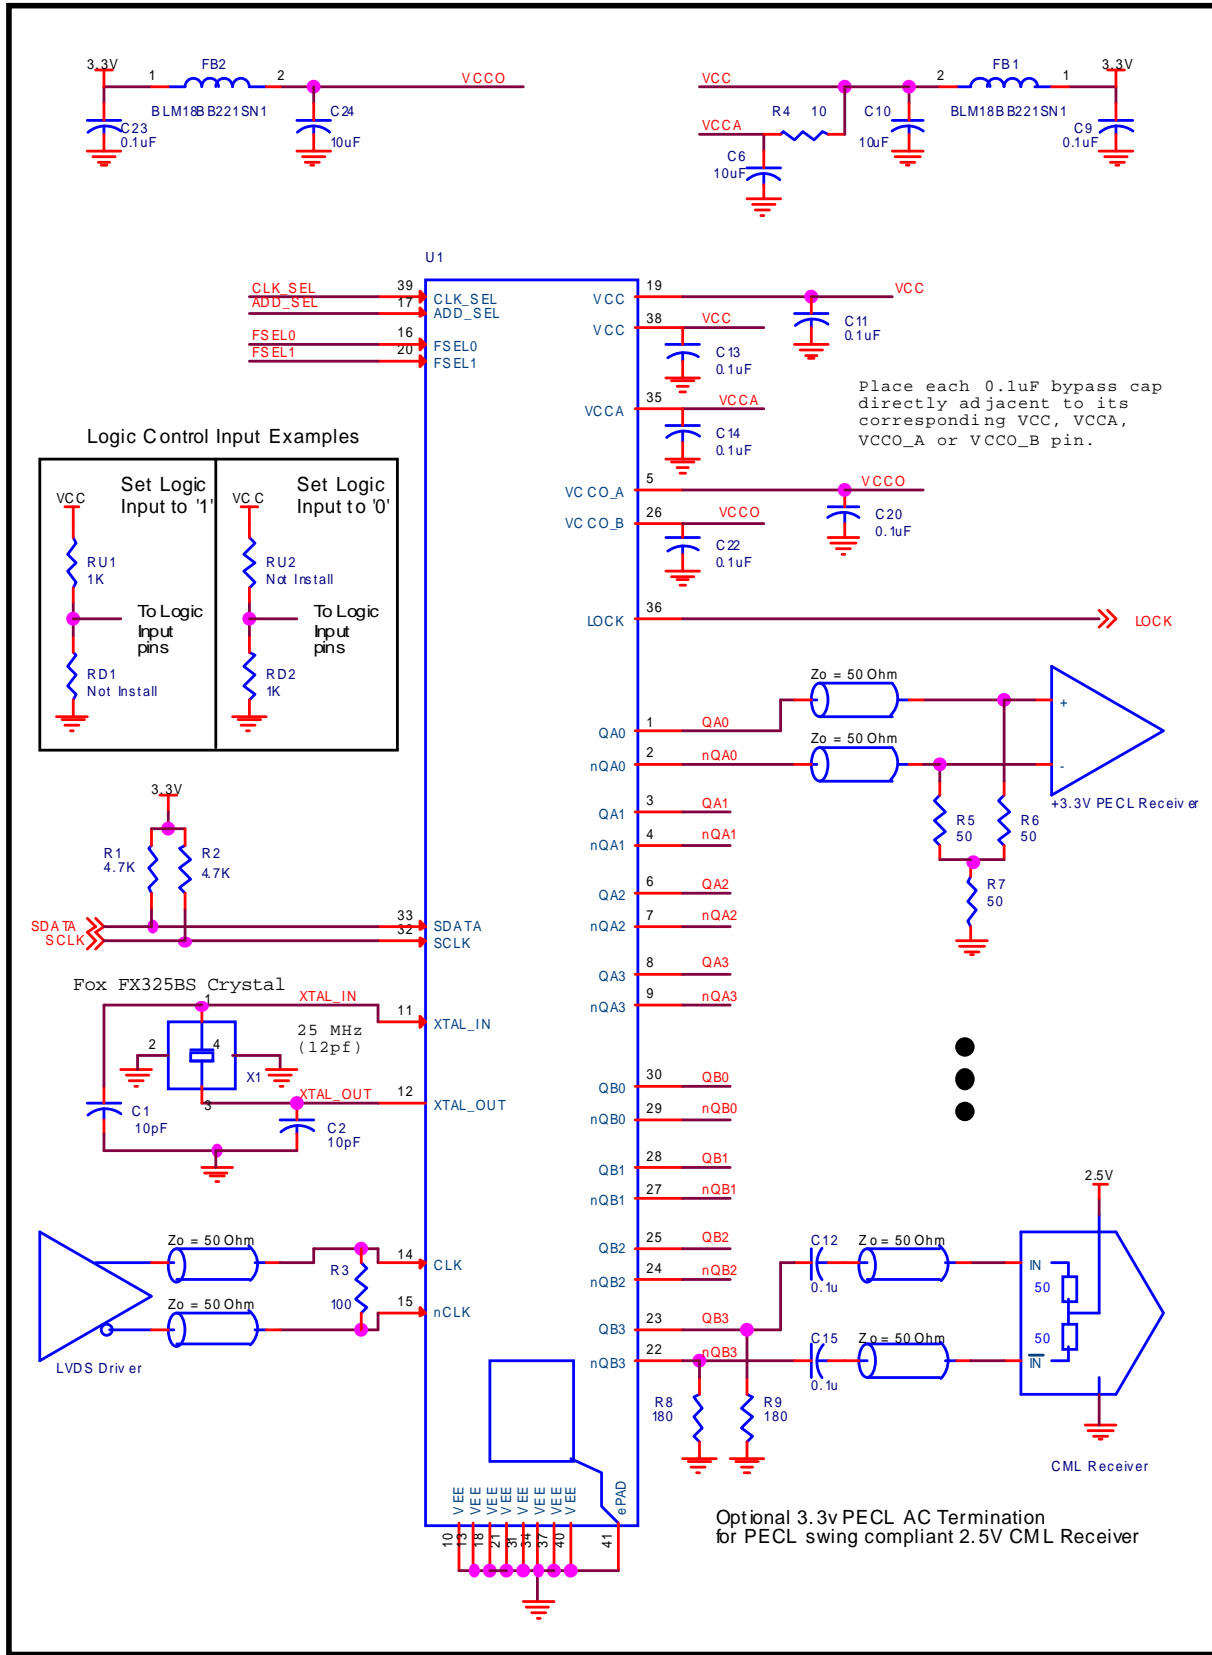 3.3V
1
FB2
2
VCCO
BLM18BB221SN1
C23
0.1uF
C24
10uF
VCC
R4
10
C10
10uF
2
FB1
1
3.3V
BLM18BB221SN1
C9
0.1uF
VCCA
C6
10uF
U1
CLK_SEL
39
CLK_SEL
ADD_SEL
17
ADD_SEL
FSEL0
16
FSEL0
FSEL1
20
FSEL1
VCC
19
VCC
C11
0.1uF
VCC
38
VCC
C13
0.1uF
VCCA
35
VCCA
C14
0.1uF
Place each 0.1uF bypass cap
directly adjacent to its
corresponding VCC, VCCA,
VCCO_A or VCCO_B pin.
VCCO_A
5
VCCO
C20
0.1uF
VCCO_B
26
VCCO
C22
0.1uF
Logic Control Input Examples
Set Logic
Input to '1'
VCC
RU1
1K
To Logic
Input
pins
RD1
Not Install
Set Logic
Input to '0'
VCC
RU2
Not Install
To Logic
Input
pins
RD2
1K
LOCK
36
LOCK
QA0
1
QA0
Zo = 50 Ohm
nQA0
2
nQA0
Zo = 50 Ohm
+
-
+3.3V PECL Receiver
R5
50
R6
50
R7
50
QA1
3
QA1
nQA1
4
nQA1
QA2
6
QA2
nQA2
7
nQA2
QA3
8
QA3
nQA3
9
nQA3
3.3V
R1
4.7K
R2
4.7K
SDATA
33
SDATA
SCLK
32
SCLK
Fox FX325BS Crystal
1
XTAL_IN
11
XTAL_IN
25 MHz
(12pf)
2
4
X1
3
XTAL_OUT
12
XTAL_OUT
C1
10pF
C2
10pF
QB0
30
QB0
nQB0
29
nQB0
QB1
28
QB1
nQB1
27
nQB1
QB2
25
QB2
nQB2
24
nQB2
QB3
23
QB3
nQB3
22
nQB3
Zo = 50 Ohm
Zo = 50 Ohm
R3
100
14
CLK
15
nCLK
LVDS Driver
C12
0.1u
Zo = 50 Ohm
C15
0.1u
Zo = 50 Ohm
2.5V
IN
50
50
IN
CML Receiver
R8
180
R9
180
VEE
VEE
VEE
VEE
VEE
VEE
VEE
VEE
ePAD
10
13
18
21
31
34
37
40
41
Optional 3.3v PECL AC Termination
for PECL swing compliant 2.5V CML Receiver